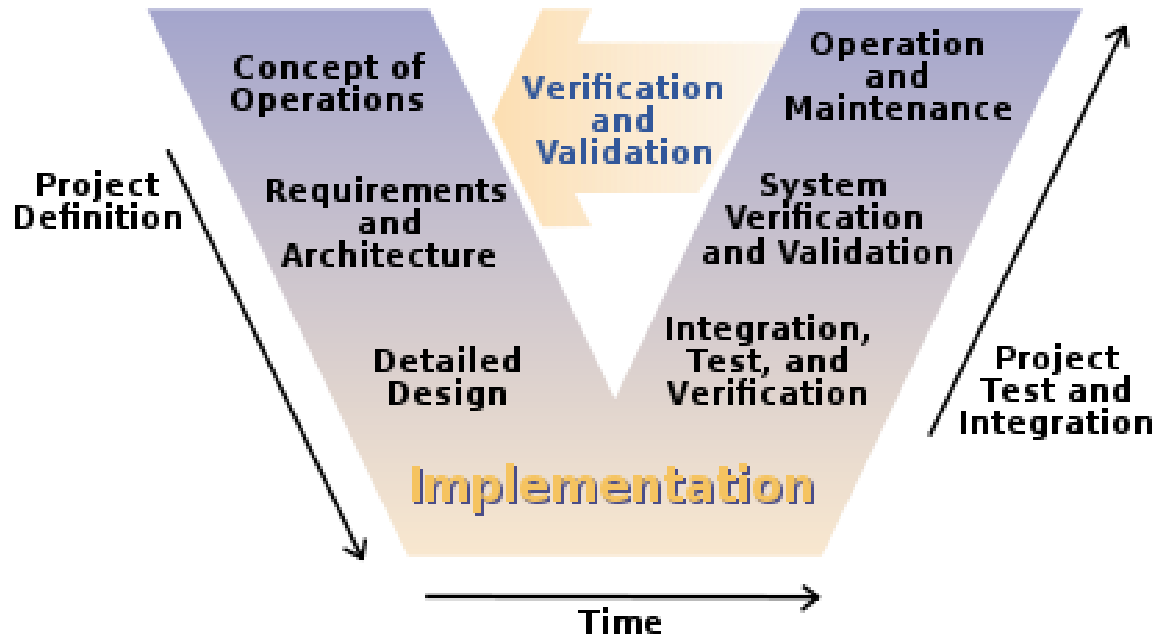 Concept of
Operations
Verification
and
Validation
Operation
and
Maintenance
Project
Definition
Requirements
and
Architecture
System
Verification
and Validation
Detailed
Design
Integration,
Test, and
Verification
Project
Test and
Integration
Implementation
Time